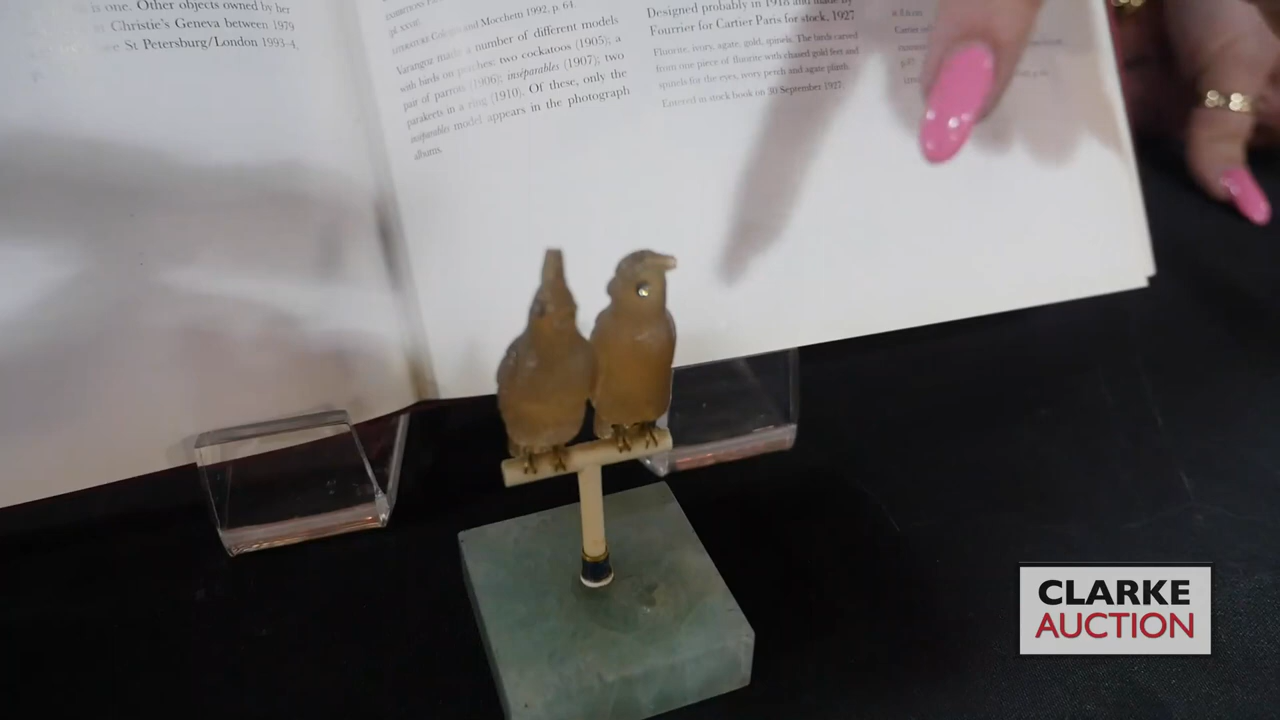 is one. Other objects owned by her
Christie's Geneva between 1979
St Petersburg/London 1993–4,
Mochem 1992, p. 64.
Varangoz made a number of different models
with birds on perches: two cockatoos (1905); a
pair of parrots (1906); inséparables (1907); two
parakeets in a ring (1910). Of these, only the
inséparables model appears in the photograph
albums.
Designed probably in 1918 and made by
Fourrier for Cartier Paris for stock, 1927
Fluorite, ivory, agate, gold, spinels. The birds carved
from one piece of fluorite with chased gold feet and
spinels for the eyes, ivory perch and agate plinth.
Entered in stock book on 30 September 1927.
CLARKE
AUCTION